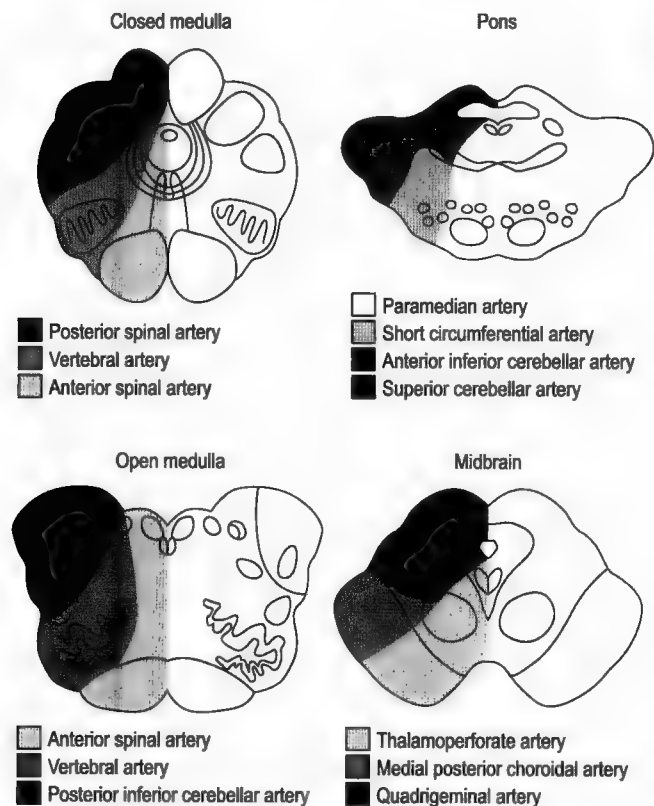 Closed medulla
Posterior spinal artery
Vertebral artery
Anterior spinal artery
Pons
Paramedian artery
Short circumferential artery
Anterior inferior cerebellar artery
Superior cerebellar artery
Open medulla
Anterior spinal artery
Vertebral artery
Posterior inferior cerebellar artery
Midbrain
Thalamoperforate artery
Medial posterior choroidal artery
Quadrigeminal artery